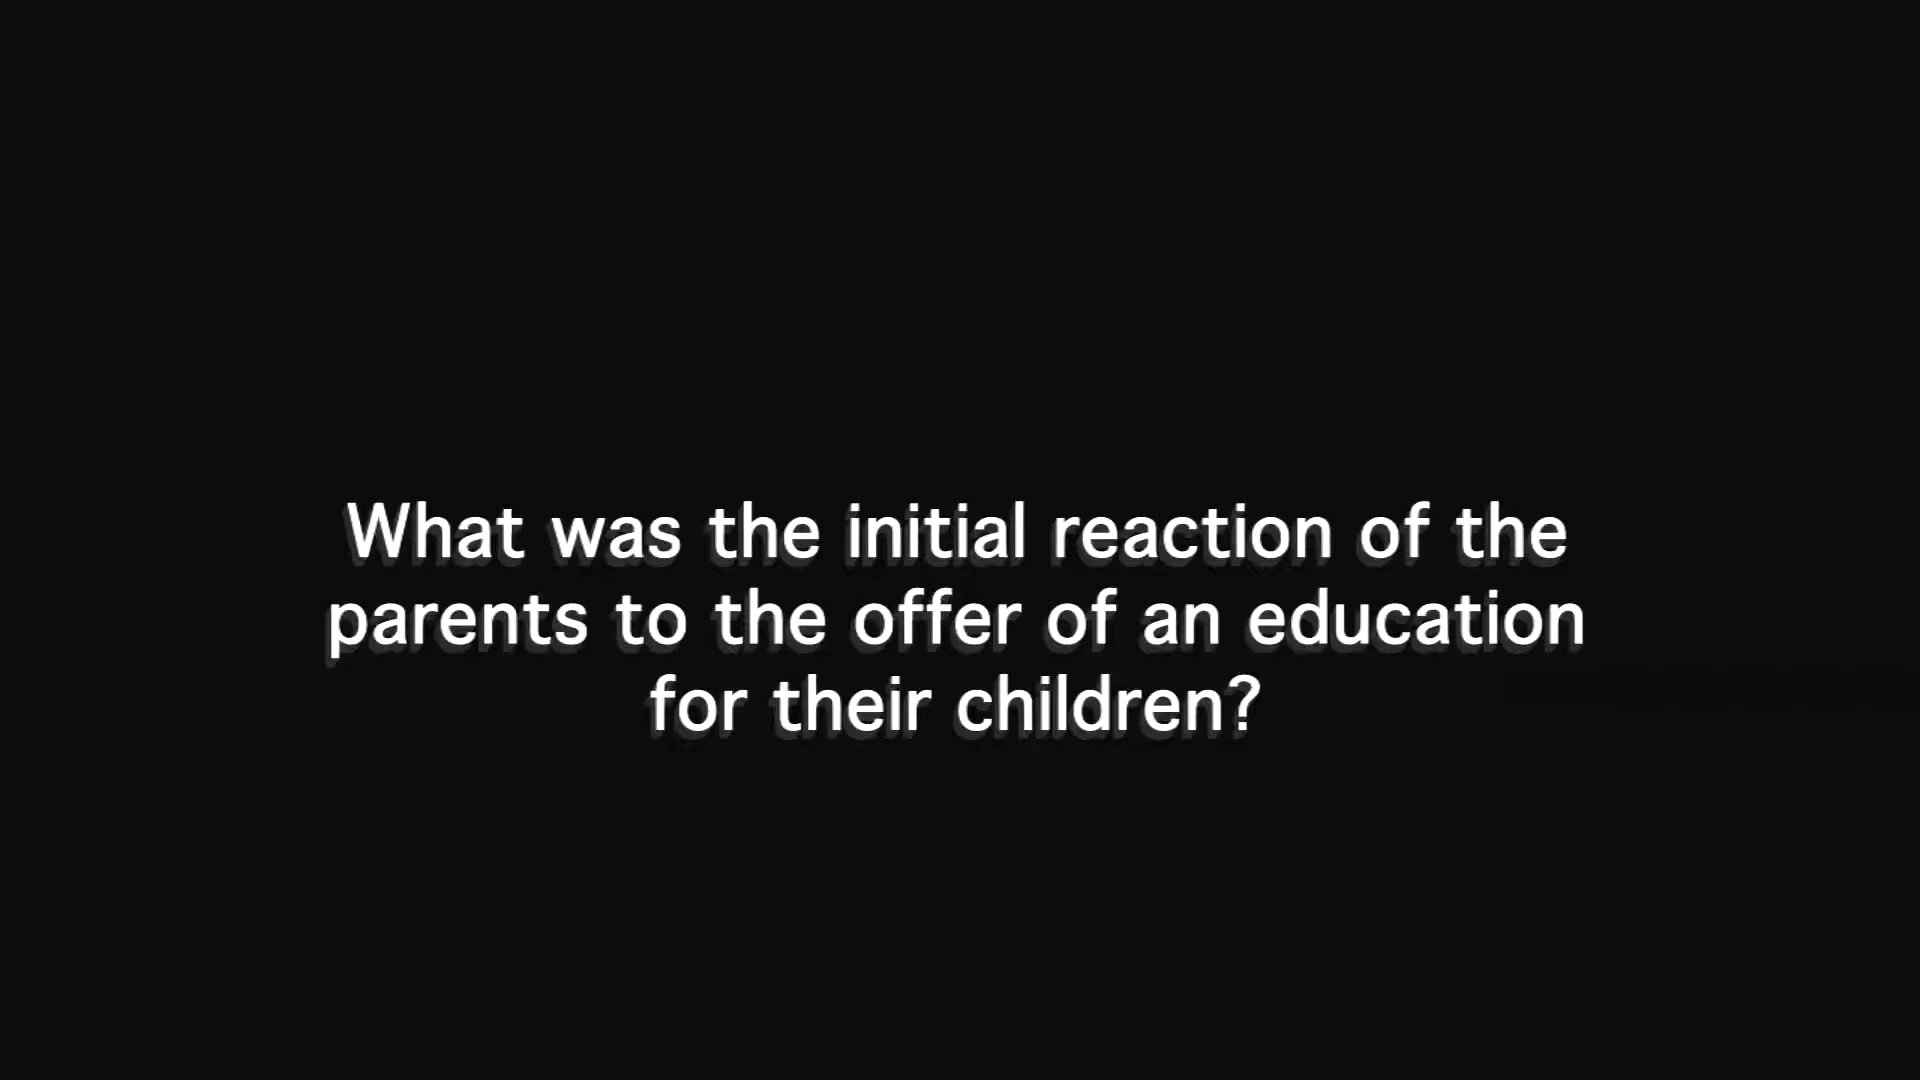 What was the initial reaction of the
parents to the offer of an education
for their children?